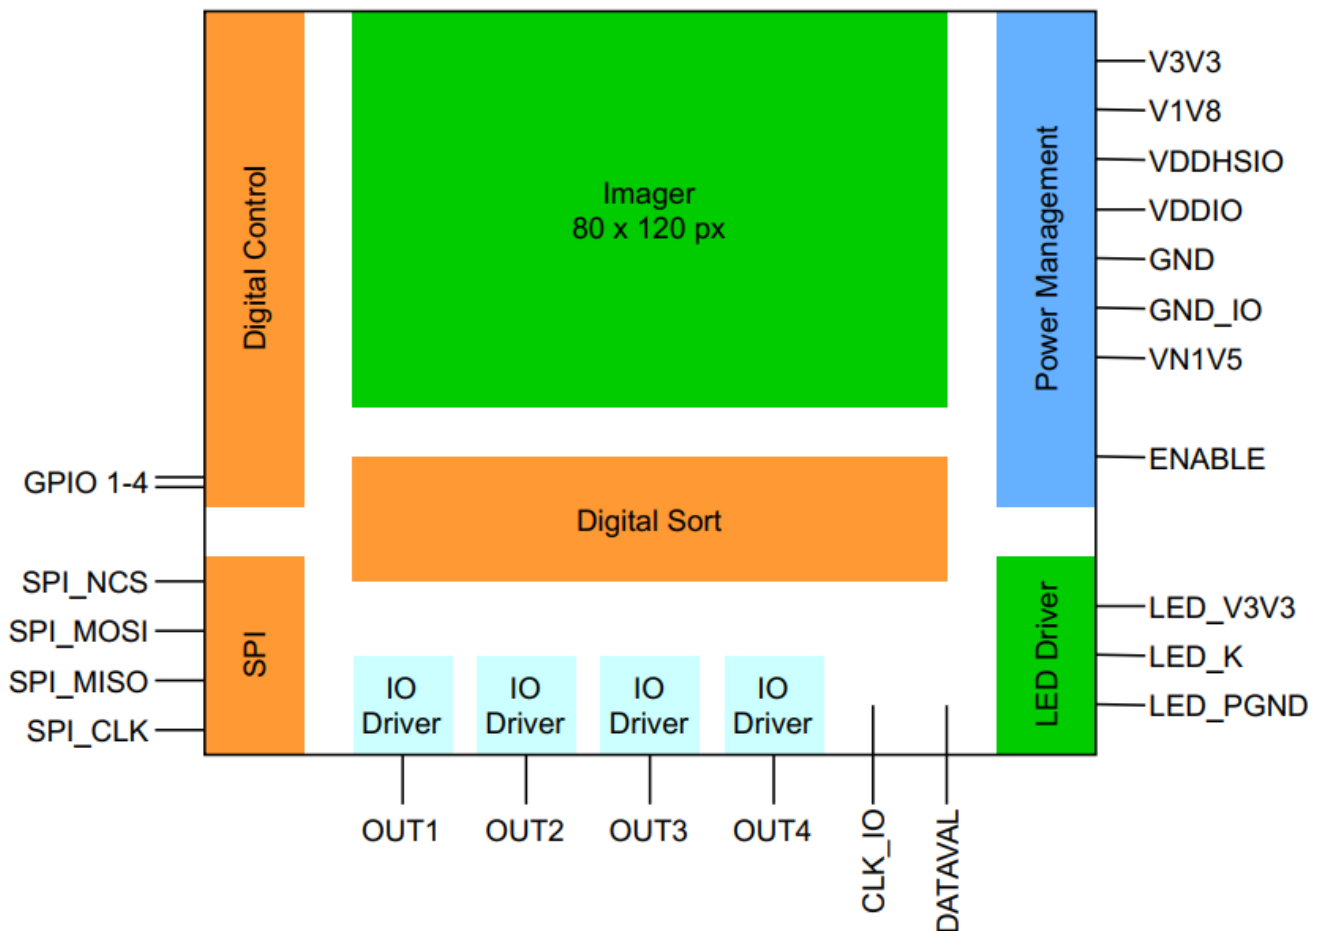 Digital Control
Imager
80 x 120 px
Power Management
V3V3
V1V8
VDDHSIO
VDDIO
GND
GND_IO
VN1V5
ENABLE
GPIO 1-4
Digital Sort
SPI_NCS
SPI_MOSI
SPI_MISO
SPI_CLK
SPI
IO
Driver
IO
Driver
IO
Driver
IO
Driver
LED Driver
LED_V3V3
LED_K
LED_PGND
OUT1
OUT2
OUT3
OUT4
CLK_IO
DATAVAL